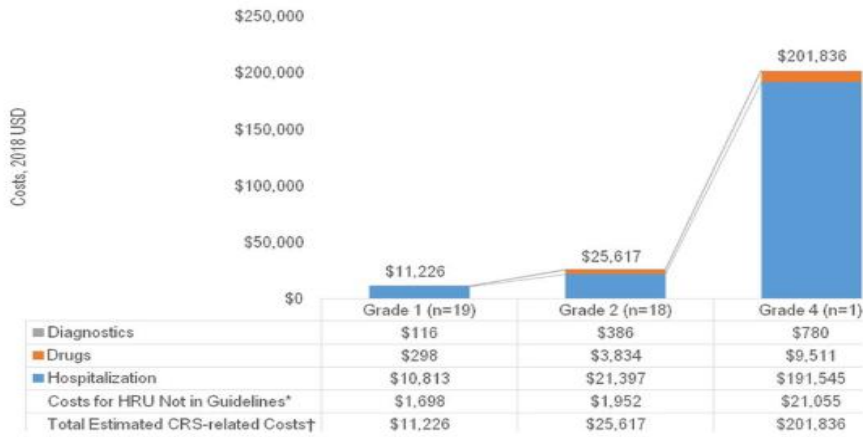 $250,000
$201,836
$200,000
$150,000
Costs, 2018 USD
$100,000
$50,000
$25,617
$11,226
$0
Grade 1 (n=19) Grade 2 (n=18) Grade 4 (n=1)
Diagnostics $116 $386 $780
Drugs $298 $3,834 $9,511
Hospitalization $10,813 $21,397 $191,545
Costs for HRU Not in Guidelines* $1,698 $1,952 $21,055
Total Estimated CRS-related Costs† $11,226 $25,617 $201,836